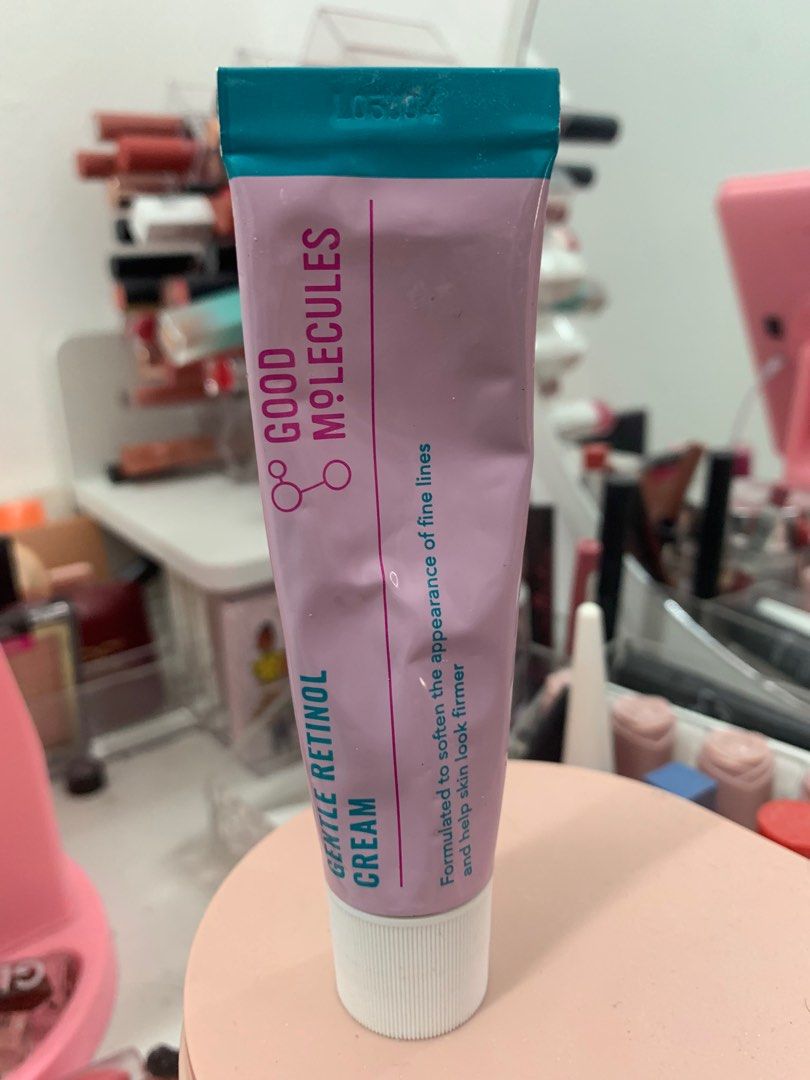 GOOD
MOLECULES
GENTLE RETINOL
CREAM
Formulated to soften the appearance of fine lines
and help skin look firmer